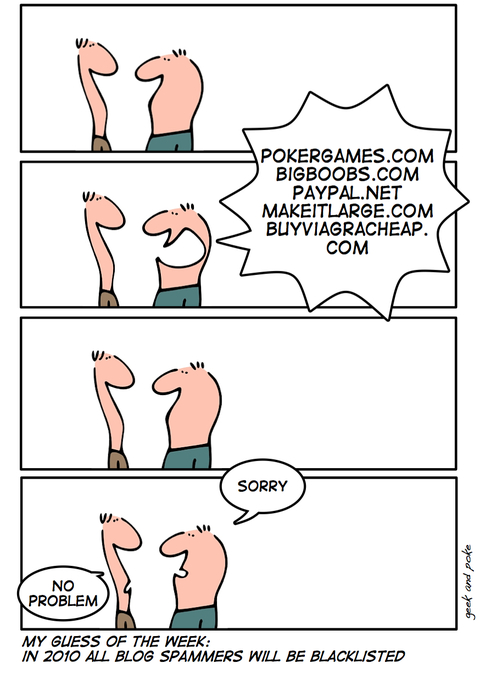 POKERGAMES.COM
BIGBOOBS.COM
PAYPAL.NET
MAKEITLARGE.COM
BUYVIAGRACHEAP.
COM
SORRY
NO
PROBLEM
geek and poke
MY GUESS OF THE WEEK:
IN 2010 ALL BLOG SPAMMERS WILL BE BLACKLISTED